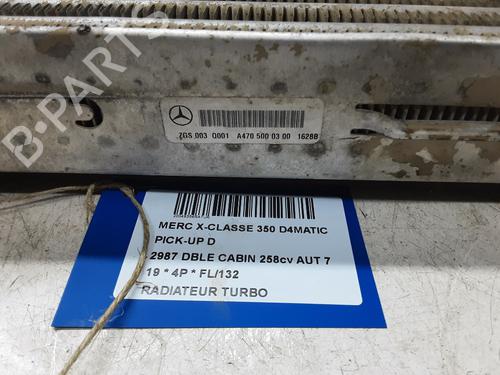 B-PARTS
ZGS 003 Q001 A470 500 03 00 1628B
MERC X-CLASSE 350 D4MATIC
PICK-UP D
2987 DBLE CABIN 258cv AUT 7
19 * 4P * FL/132
RADIATEUR TURBO